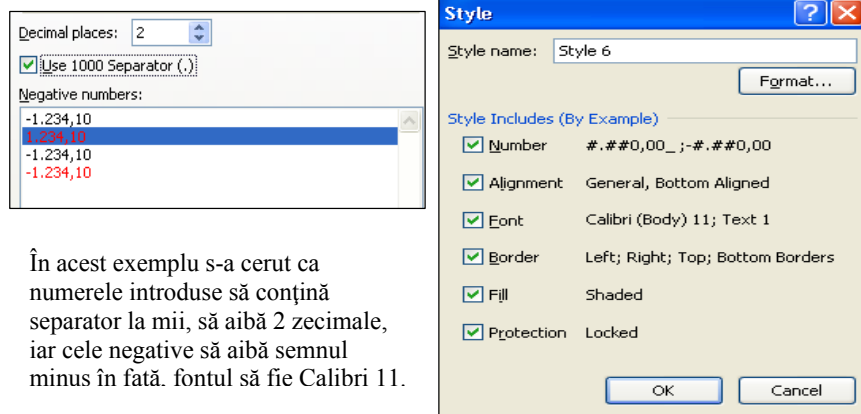 Decimal places: 2
Use 1000 Separator (.)
Negative numbers:
-1.234,10
1.234,10
-1.234,10
-1.234,10
În acest exemplu s-a cerut ca
numerele introduse să conţină
separator la mii, să aibă 2 zecimale,
iar cele negative să aibă semnul
minus în faţă, fontul să fie Calibri 11.
Style
Style name: Style 6
Format...
Style Includes (By Example)
Number #.##0,00_ ;-#.##0,00
Alignment General, Bottom Aligned
Font Calibri (Body) 11; Text 1
Border Left; Right; Top; Bottom Borders
Fill Shaded
Protection Locked
OK Cancel